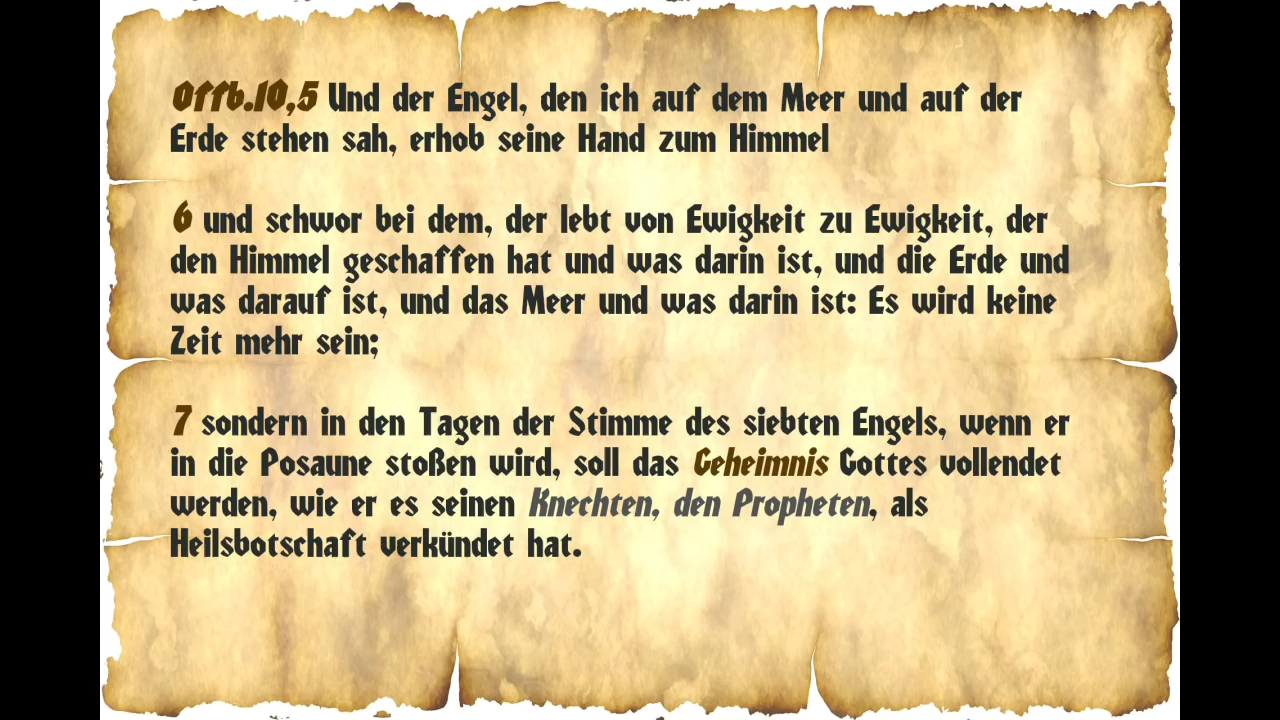 Offb.10,5 Und der Engel, den ich auf dem Meer und auf der
Erde stehen sah, erhob seine Hand zum Himmel
6 und schwor bei dem, der lebt von Ewigkeit zu Ewigkeit, der
den Himmel geschaffen hat und was darin ist, und die Erde und
was darauf ist, und das Meer und was darin ist: Es wird keine
Zeit mehr sein;
7 sondern in den Tagen der Stimme des siebten Engels, wenn er
in die Posaune stoßen wird, soll das Geheimnis Gottes vollendet
werden, wie er es seinen Knechten, den Propheten, als
Heilsbotschaft verkündet hat.